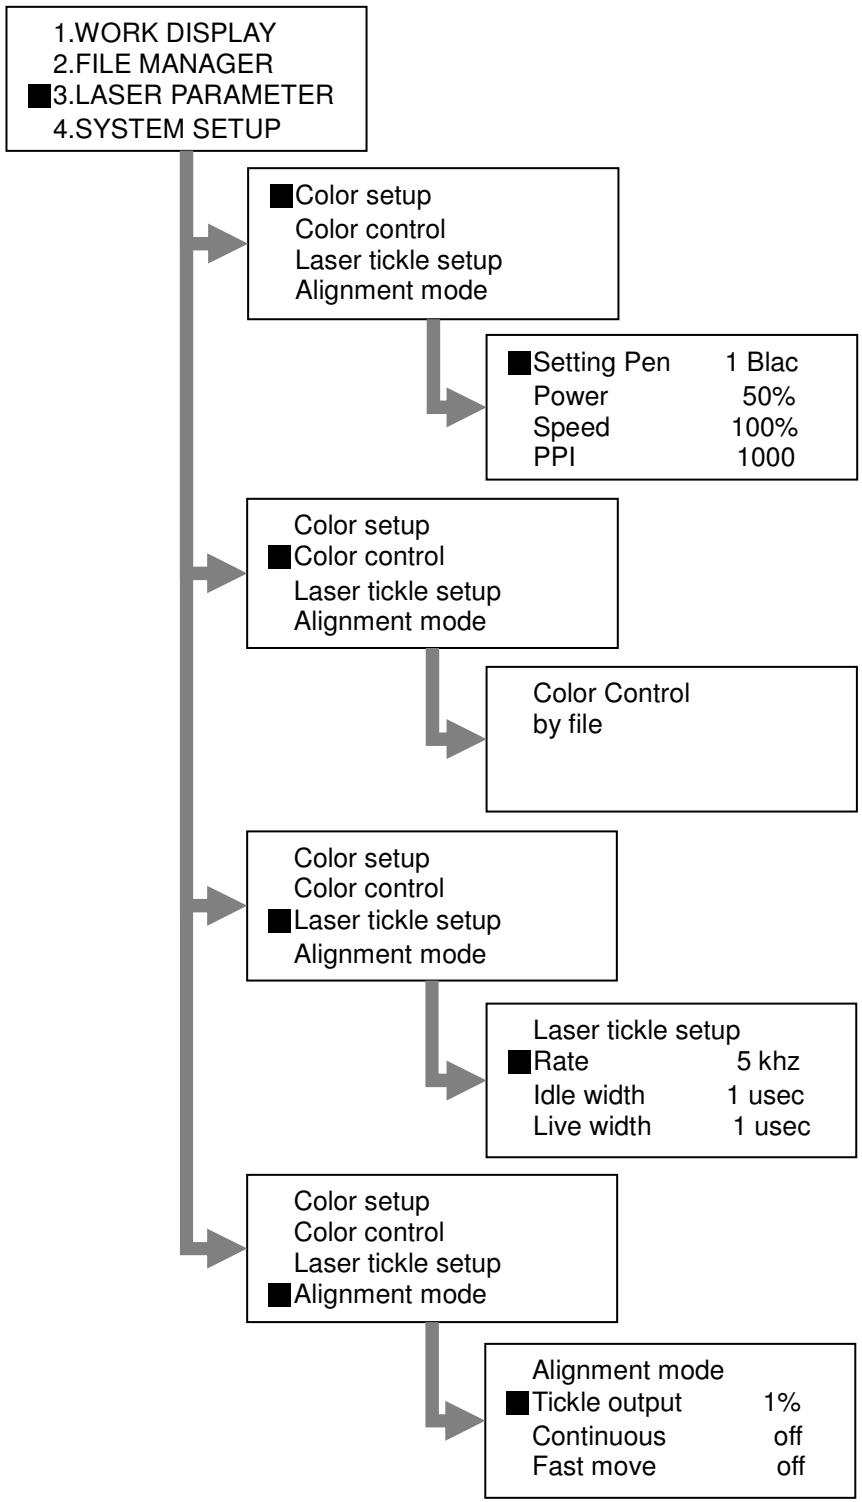 1.WORK DISPLAY
2.FILE MANAGER
3.LASER PARAMETER
4.SYSTEM SETUP
Color setup
Color control
Laser tickle setup
Alignment mode
Setting Pen 1 Blac
Power 50%
Speed 100%
PPI 1000
Color setup
Color control
Laser tickle setup
Alignment mode
Color Control
by file
Color setup
Color control
Laser tickle setup
Alignment mode
Laser tickle setup
Rate 5 khz
Idle width 1 usec
Live width 1 usec
Color setup
Color control
Laser tickle setup
Alignment mode
Alignment mode
Tickle output 1%
Continuous off
Fast move off